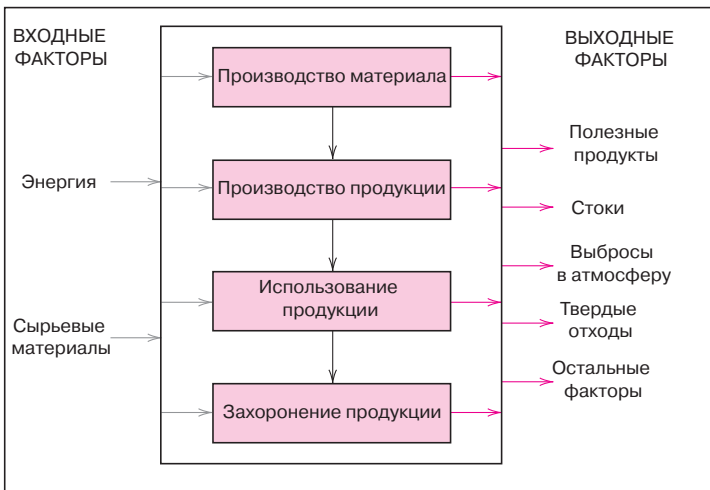 ВХОДНЫЕ
ФАКТОРЫ
Энергия
Сырьевые
материалы
Производство материала
Производство продукции
Использование
продукции
Захоронение продукции
ВЫХОДНЫЕ
ФАКТОРЫ
Полезные
продукты
Стоки
Выбросы
в атмосферу
Твердые
отходы
Остальные
факторы